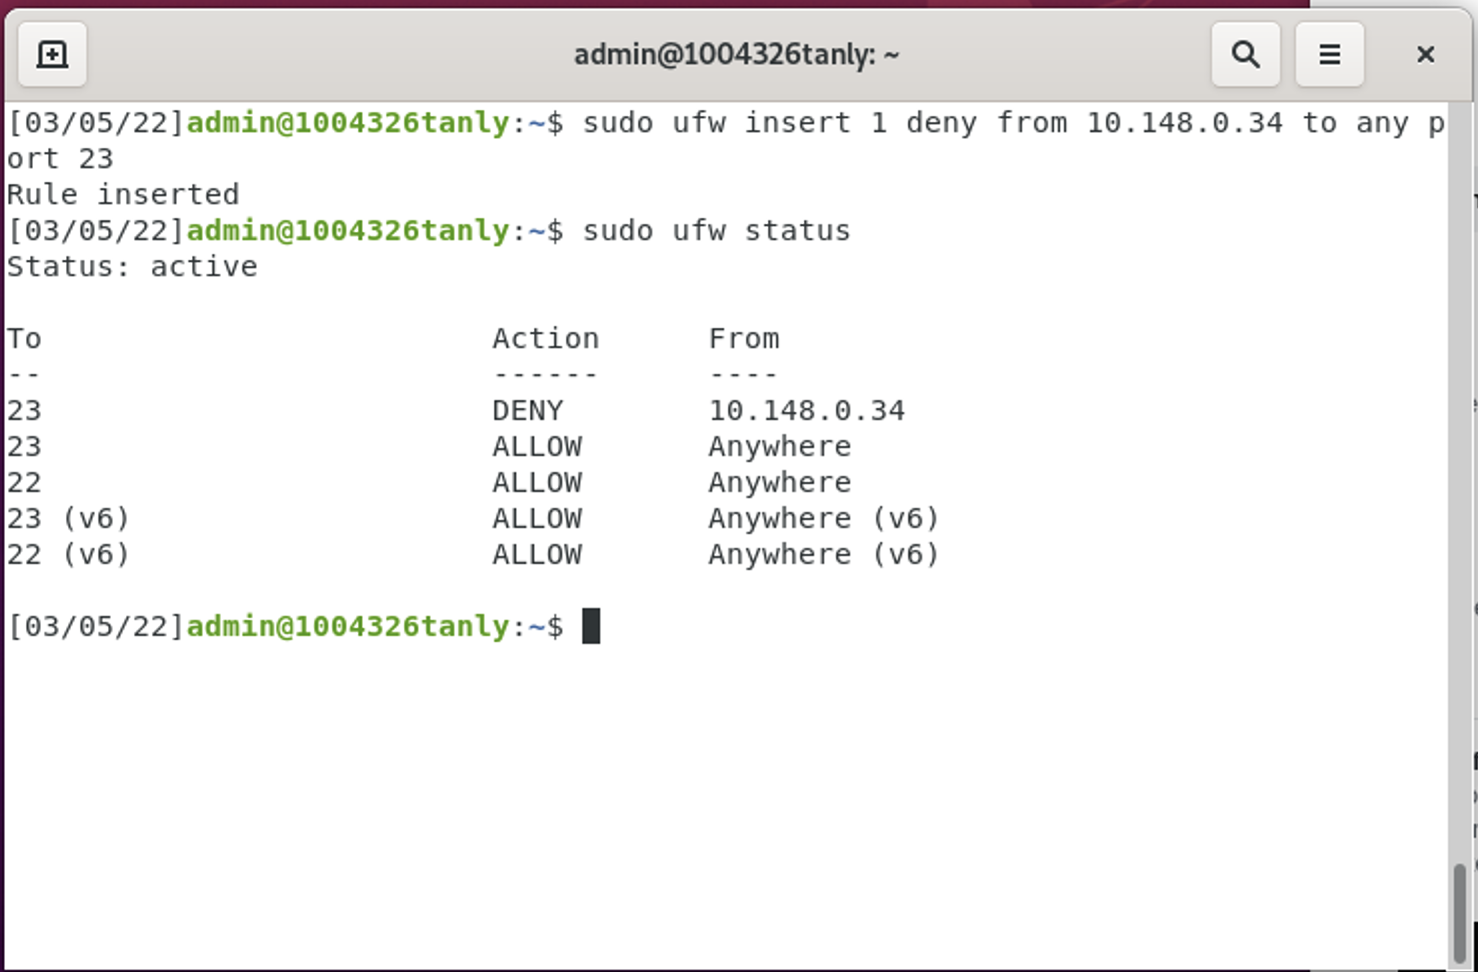 admin@1004326tanly: ~
[03/05/22]admin@1004326tanly:~$ sudo ufw insert 1 deny from 10.148.0.34 to any p
ort 23
Rule inserted
[03/05/22]admin@1004326tanly:~$ sudo ufw status
Status: active
To                         Action      From
--                         ------      ----
23                         DENY        10.148.0.34
23                         ALLOW       Anywhere
22                         ALLOW       Anywhere
23 (v6)                    ALLOW       Anywhere (v6)
22 (v6)                    ALLOW       Anywhere (v6)
[03/05/22]admin@1004326tanly:~$